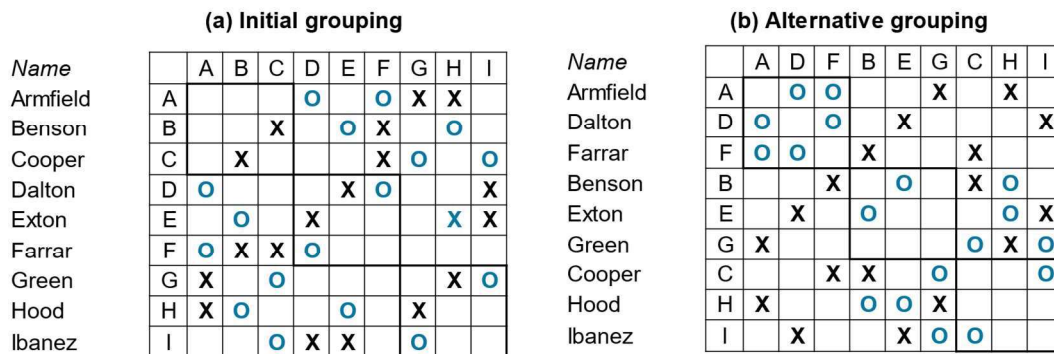 (a) Initial grouping
Name A B C D E F G H I
Armfield A O O X X
Benson B X O X O
Cooper C X X O O
Dalton D O X O X
Exton E O X X X
Farrar F O X X O
Green G X O X O
Hood H X O O X
Ibanez I O X X O
(b) Alternative grouping
Name A D F B E G C H I
Armfield A O O X X
Dalton D O O X X
Farrar F O O X X
Benson B X O X O
Exton E X O O X
Green G X O X O
Cooper C X X O O
Hood H X O O X
Ibanez I X X O O